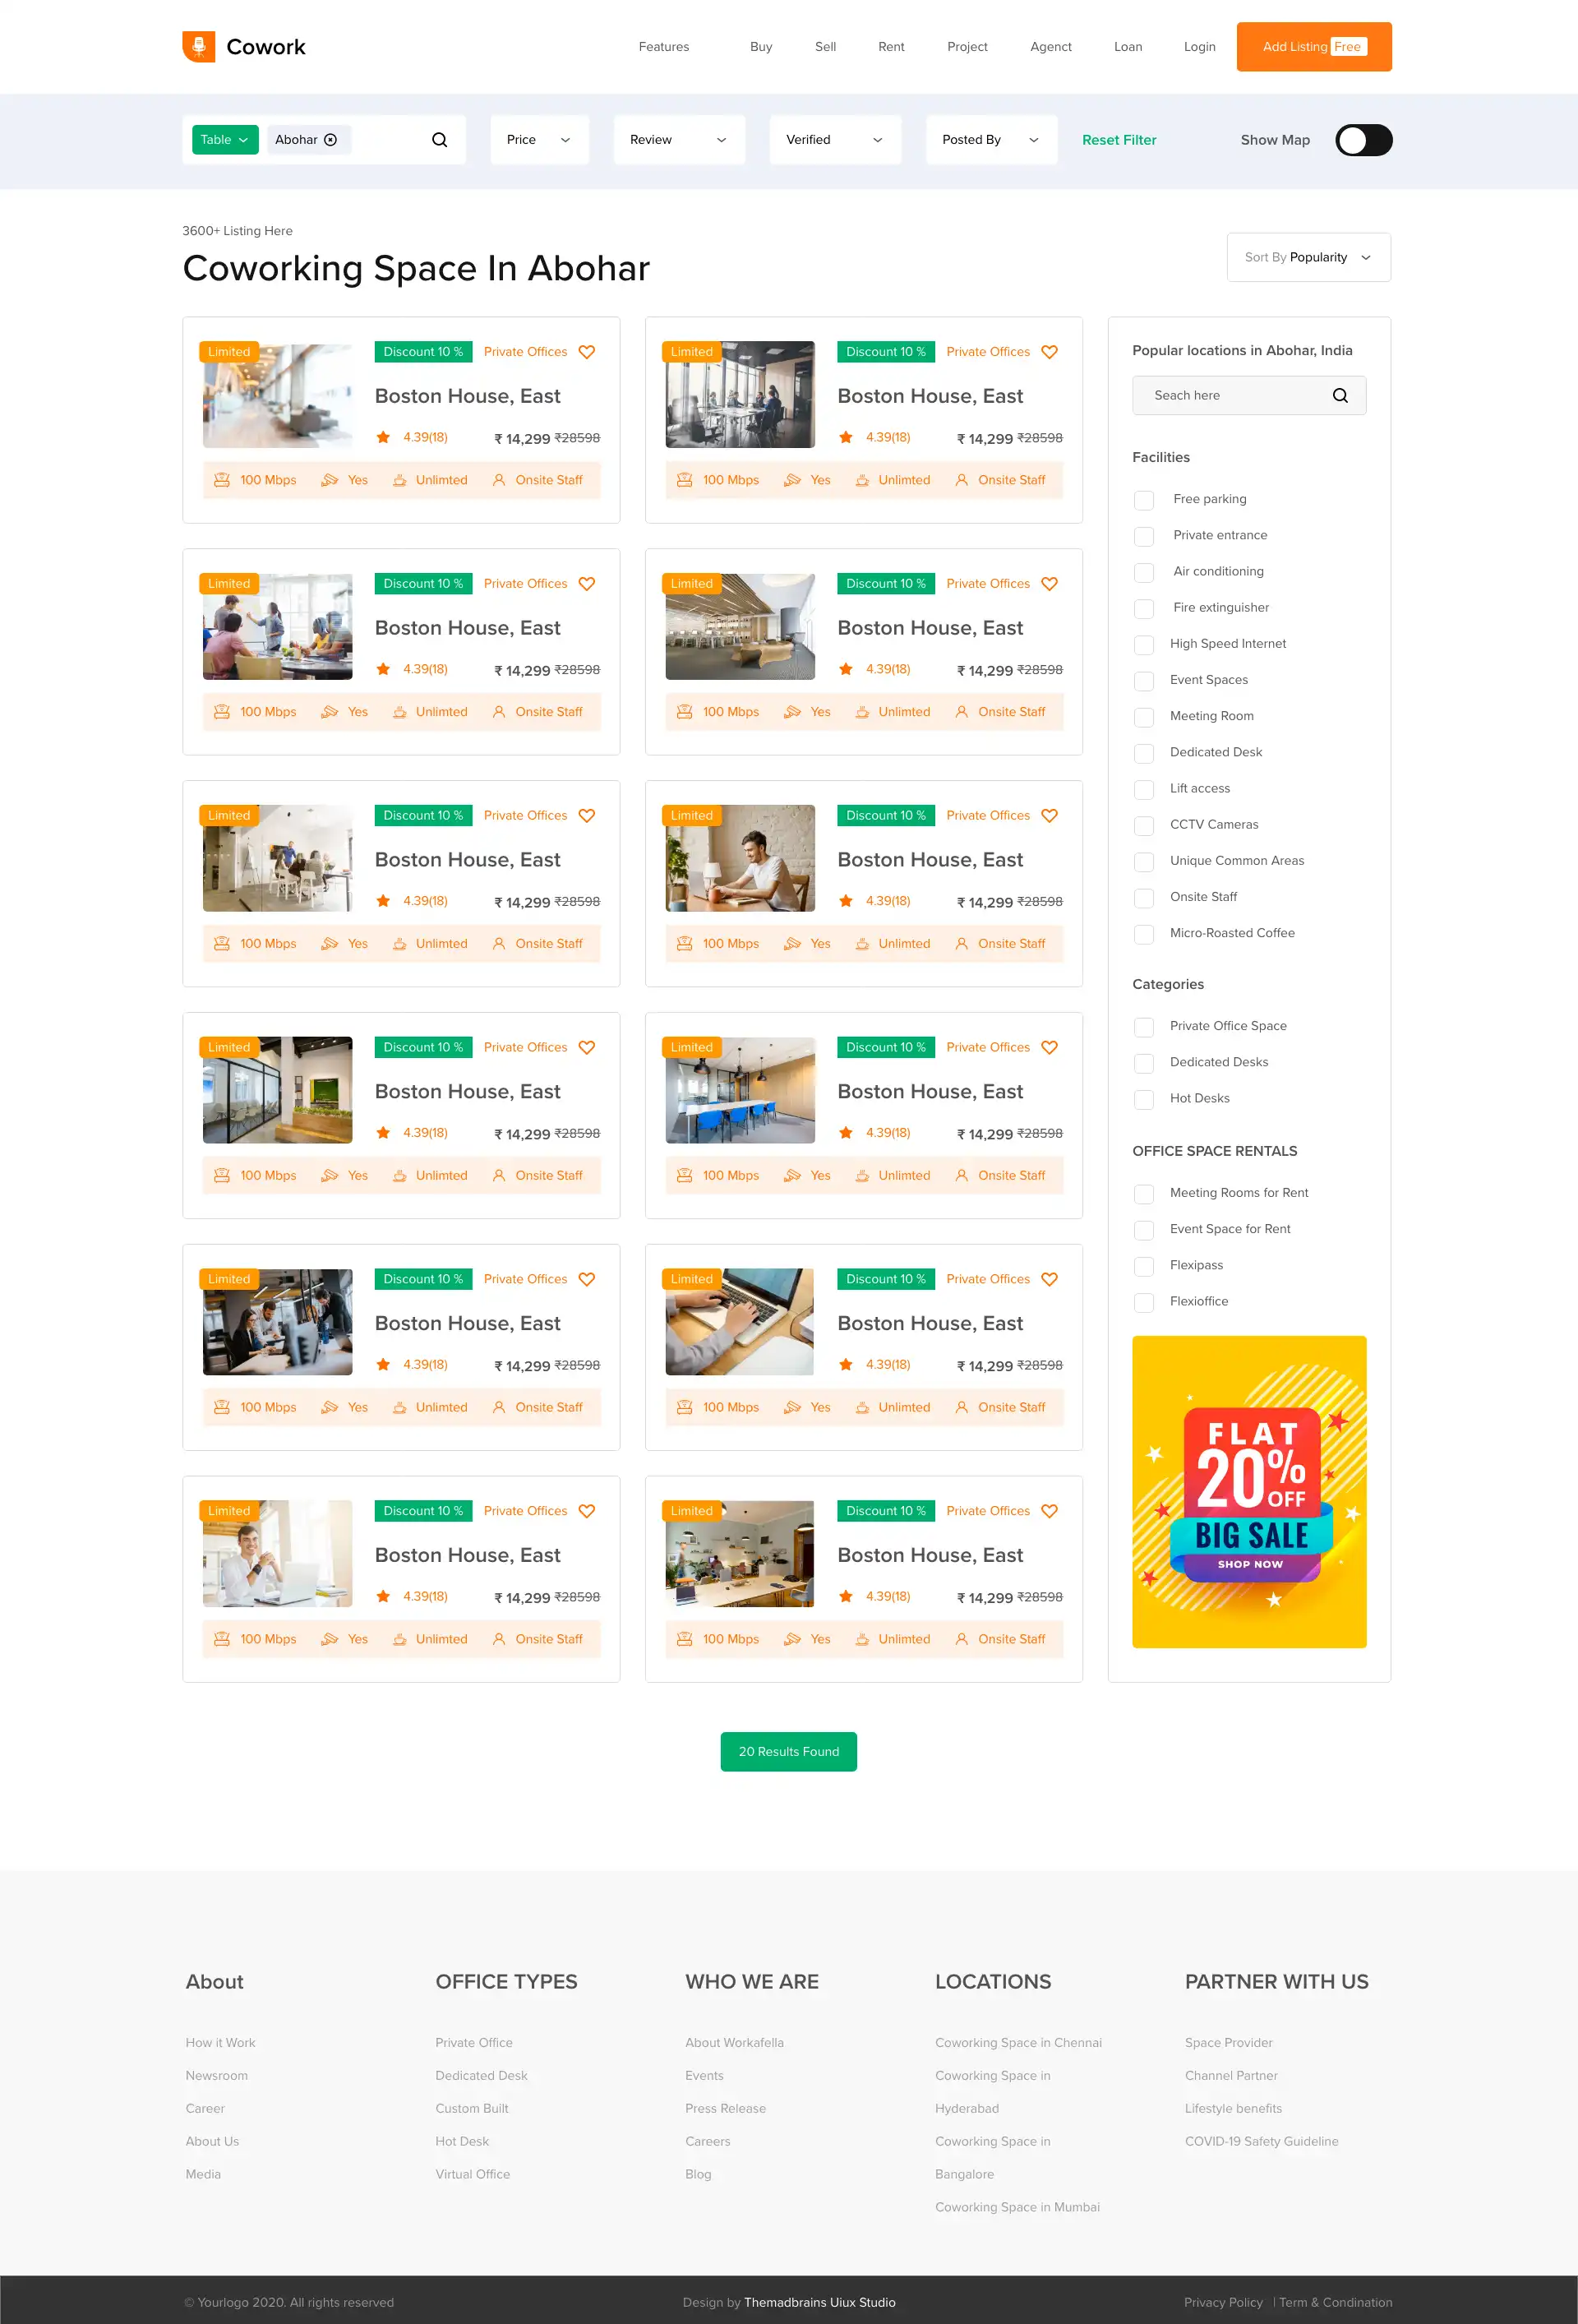 Cowork
Features Buy Sell Rent Project Agenct Loan Login Add Listing Free
Table Abohar Price Review Verified Posted By Reset Filter Show Map
3600+ Listing Here
Coworking Space In Abohar
Sort By Popularity
Limited Discount 10 % Private Offices
Boston House, East
4.39(18) ₹ 14,299 ₹28598
100 Mbps Yes Unlimted Onsite Staff
Limited Discount 10 % Private Offices
Boston House, East
4.39(18) ₹ 14,299 ₹28598
100 Mbps Yes Unlimted Onsite Staff
Limited Discount 10 % Private Offices
Boston House, East
4.39(18) ₹ 14,299 ₹28598
100 Mbps Yes Unlimted Onsite Staff
Limited Discount 10 % Private Offices
Boston House, East
4.39(18) ₹ 14,299 ₹28598
100 Mbps Yes Unlimted Onsite Staff
Limited Discount 10 % Private Offices
Boston House, East
4.39(18) ₹ 14,299 ₹28598
100 Mbps Yes Unlimted Onsite Staff
Limited Discount 10 % Private Offices
Boston House, East
4.39(18) ₹ 14,299 ₹28598
100 Mbps Yes Unlimted Onsite Staff
Limited Discount 10 % Private Offices
Boston House, East
4.39(18) ₹ 14,299 ₹28598
100 Mbps Yes Unlimted Onsite Staff
Limited Discount 10 % Private Offices
Boston House, East
4.39(18) ₹ 14,299 ₹28598
100 Mbps Yes Unlimted Onsite Staff
Limited Discount 10 % Private Offices
Boston House, East
4.39(18) ₹ 14,299 ₹28598
100 Mbps Yes Unlimted Onsite Staff
Limited Discount 10 % Private Offices
Boston House, East
4.39(18) ₹ 14,299 ₹28598
100 Mbps Yes Unlimted Onsite Staff
Limited Discount 10 % Private Offices
Boston House, East
4.39(18) ₹ 14,299 ₹28598
100 Mbps Yes Unlimted Onsite Staff
Limited Discount 10 % Private Offices
Boston House, East
4.39(18) ₹ 14,299 ₹28598
100 Mbps Yes Unlimted Onsite Staff
Popular locations in Abohar, India
Seach here
Facilities
Free parking
Private entrance
Air conditioning
Fire extinguisher
High Speed Internet
Event Spaces
Meeting Room
Dedicated Desk
Lift access
CCTV Cameras
Unique Common Areas
Onsite Staff
Micro-Roasted Coffee
Categories
Private Office Space
Dedicated Desks
Hot Desks
OFFICE SPACE RENTALS
Meeting Rooms for Rent
Event Space for Rent
Flexipass
Flexioffice
FLAT
20% OFF
BIG SALE
SHOP NOW
20 Results Found
About
How it Work
Newsroom
Career
About Us
Media
OFFICE TYPES
Private Office
Dedicated Desk
Custom Built
Hot Desk
Virtual Office
WHO WE ARE
About Workafella
Events
Press Release
Careers
Blog
LOCATIONS
Coworking Space in Chennai
Coworking Space in
Hyderabad
Coworking Space in
Bangalore
Coworking Space in Mumbai
PARTNER WITH US
Space Provider
Channel Partner
Lifestyle benefits
COVID-19 Safety Guideline
© Yourlogo 2020. All rights reserved
Design by Themadbrains Uiux Studio
Privacy Policy | Term & Condination